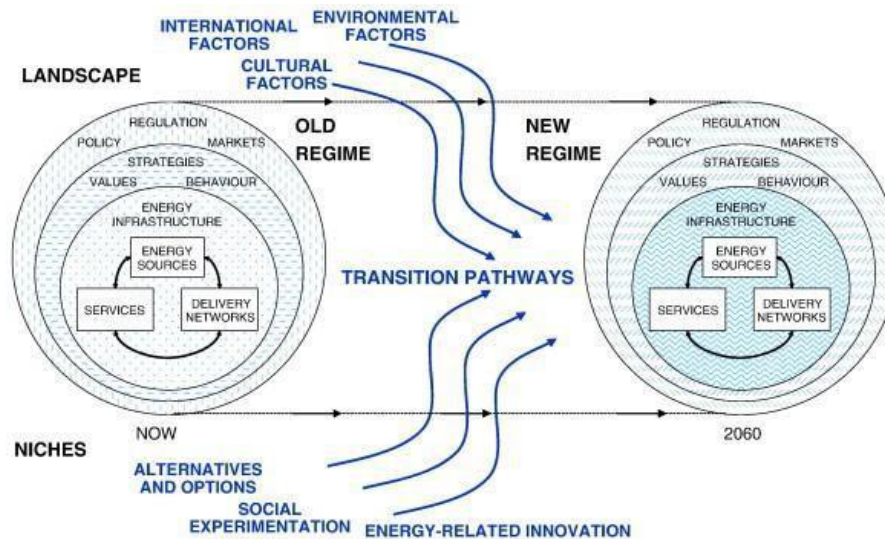 INTERNATIONAL
FACTORS
ENVIRONMENTAL
FACTORS
CULTURAL
FACTORS
LANDSCAPE
OLD
REGIME
NEW
REGIME
REGULATION
POLICY
MARKETS
STRATEGIES
VALUES
BEHAVIOUR
ENERGY
INFRASTRUCTURE
ENERGY
SOURCES
SERVICES
DELIVERY
NETWORKS
TRANSITION PATHWAYS
REGULATION
POLICY
MARKETS
STRATEGIES
VALUES
BEHAVIOUR
ENERGY
INFRASTRUCTURE
ENERGY
SOURCES
SERVICES
DELIVERY
NETWORKS
NOW
2060
NICHES
ALTERNATIVES
AND OPTIONS
SOCIAL
EXPERIMENTATION
ENERGY-RELATED INNOVATION